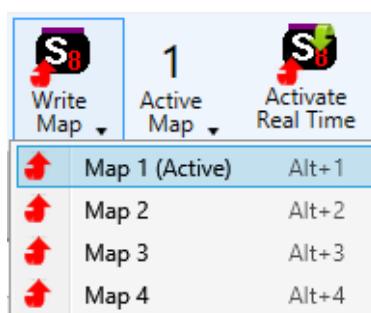 S8
1
S8
Write
Map
Active
Map
Activate
Real Time
Map 1 (Active) Alt+1
Map 2 Alt+2
Map 3 Alt+3
Map 4 Alt+4